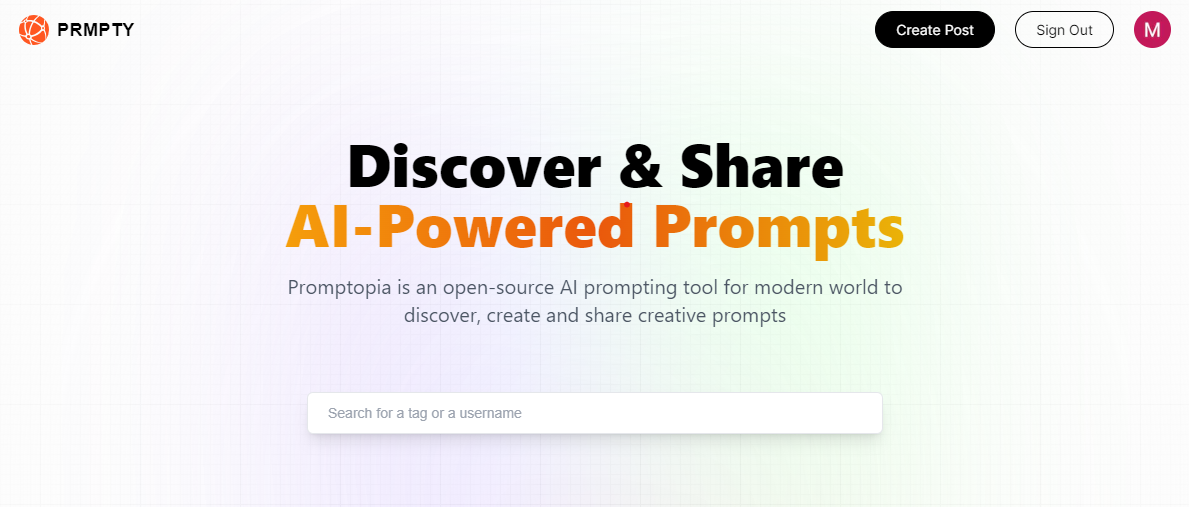 PRMPTY
Create Post
Sign Out
M
Discover & Share
AI-Powered Prompts
Promptopia is an open-source AI prompting tool for modern world to
discover, create and share creative prompts
Search for a tag or a username